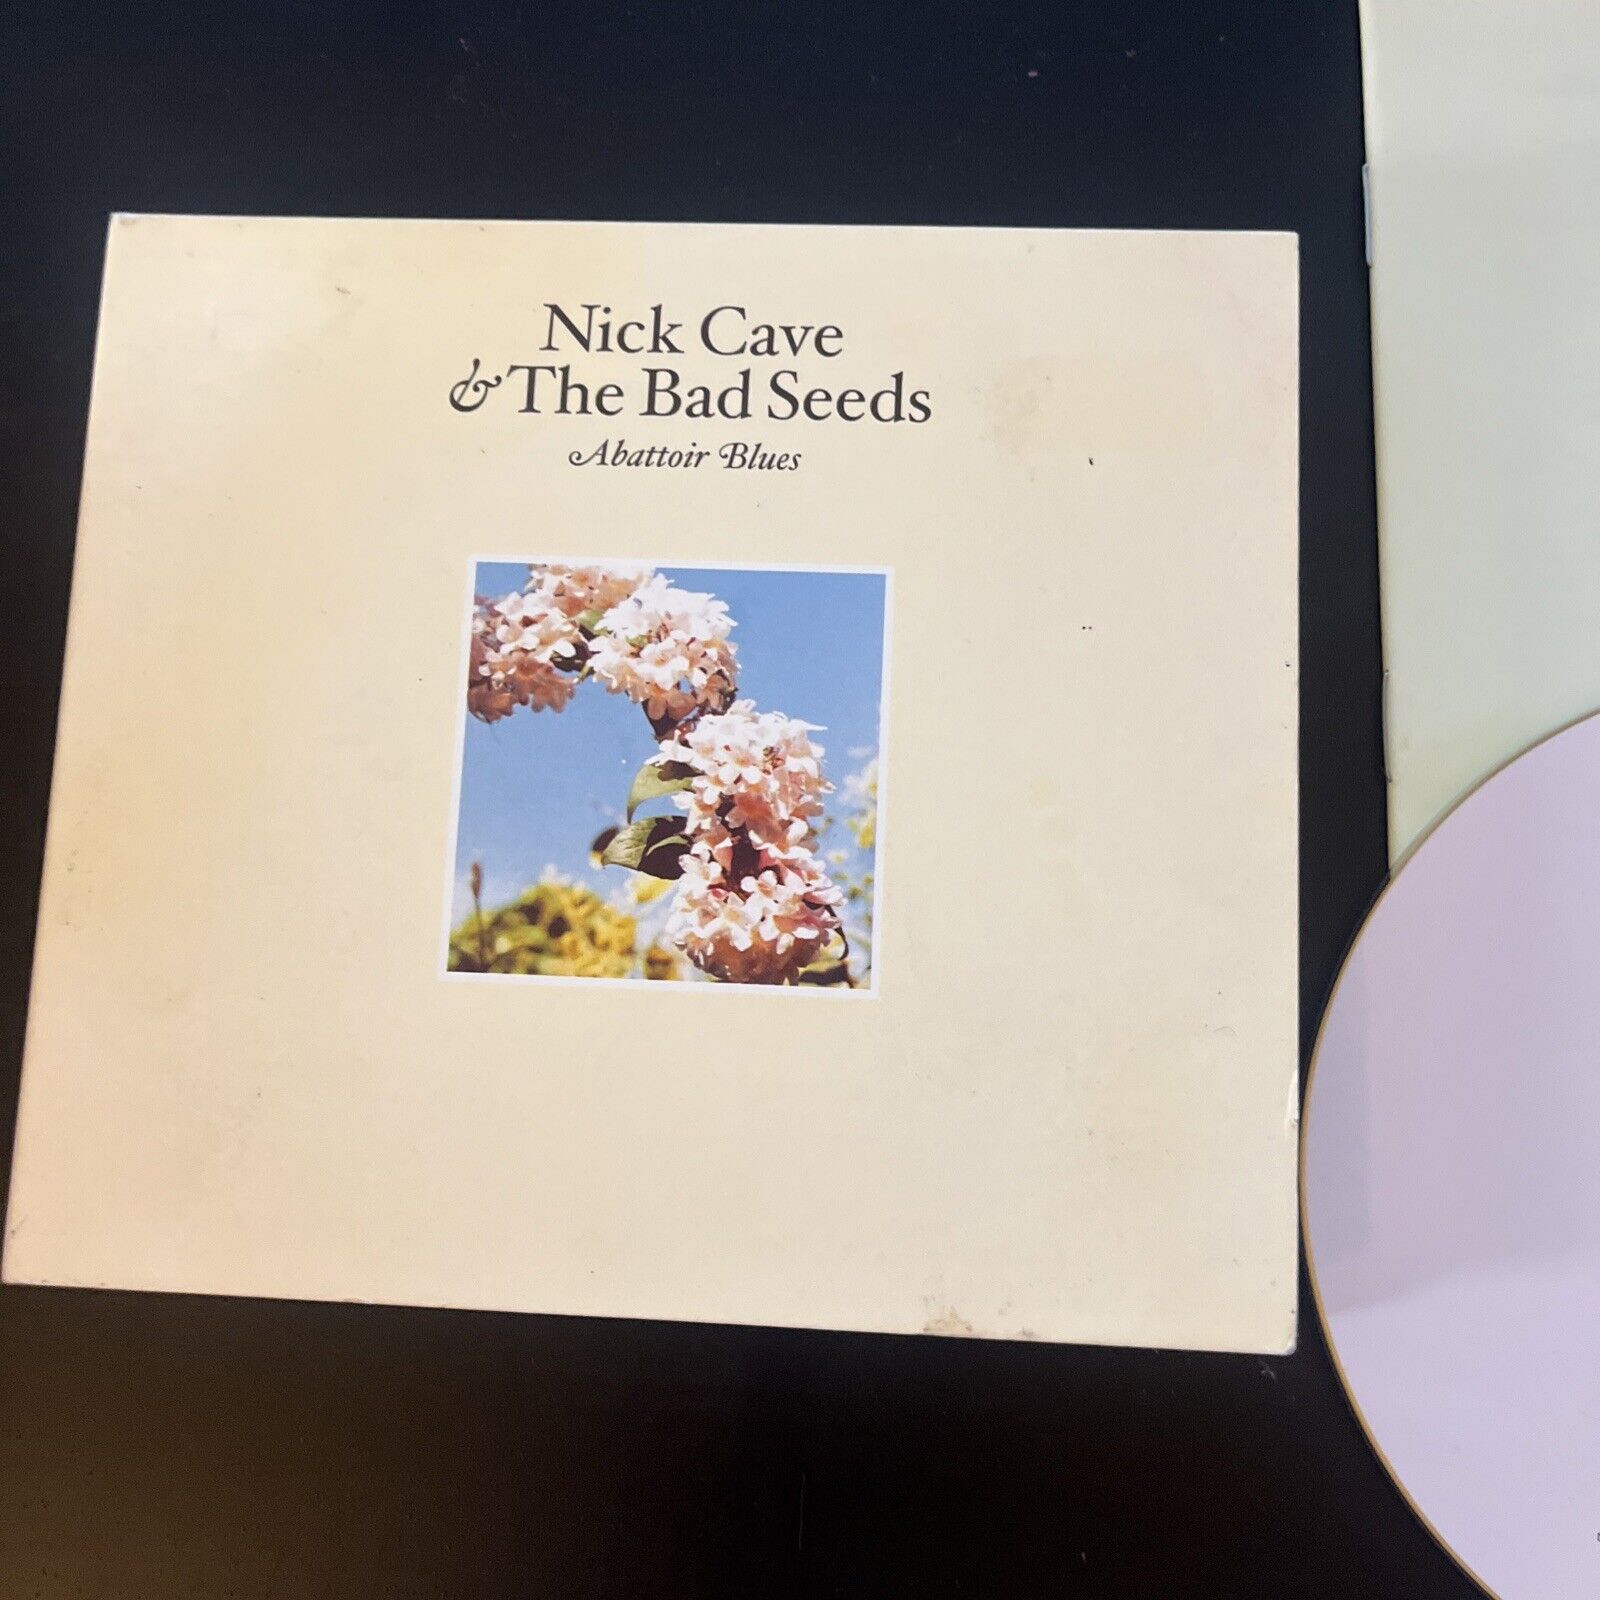 Nick Cave
& The Bad Seeds
Abattoir Blues